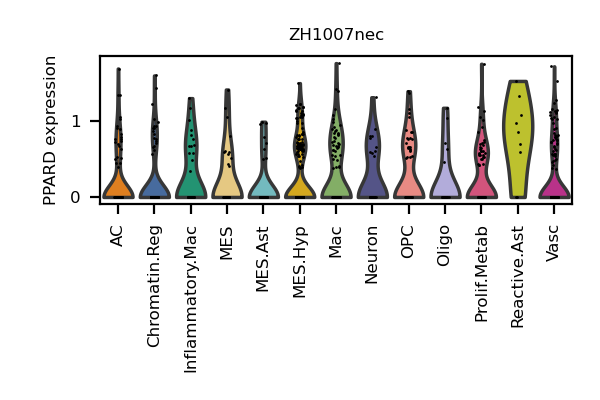 ZH1007nec
PPARD expression
1
0
AC
Chromatin.Reg
Inflammatory.Mac
MES
MES.Ast
MES.Hyp
Mac
Neuron
OPC
Oligo
Prolif.Metab
Reactive.Ast
Vasc